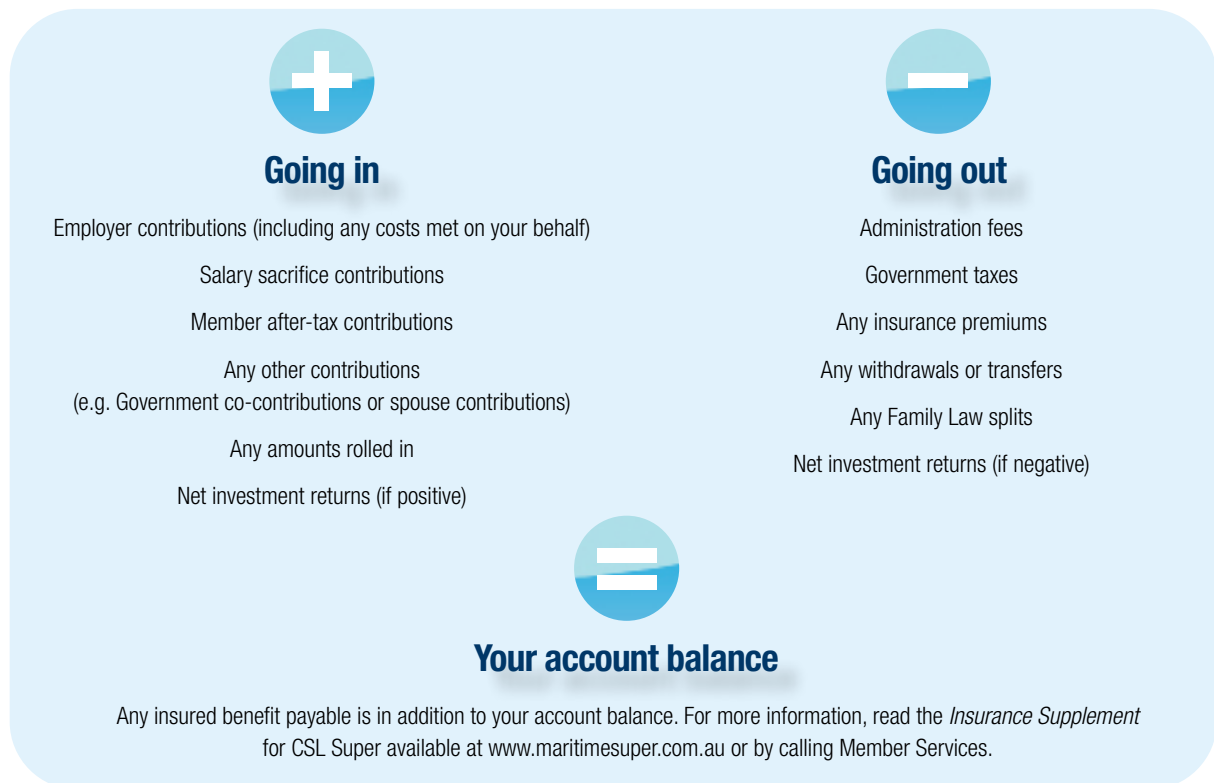 Going in
Employer contributions (including any costs met on your behalf)
Salary sacrifice contributions
Member after-tax contributions
Any other contributions
(e.g. Government co-contributions or spouse contributions)
Any amounts rolled in
Net investment returns (if positive)
Going out
Administration fees
Government taxes
Any insurance premiums
Any withdrawals or transfers
Any Family Law splits
Net investment returns (if negative)
Your account balance
Any insured benefit payable is in addition to your account balance. For more information, read the Insurance Supplement
for CSL Super available at www.maritimesuper.com.au or by calling Member Services.